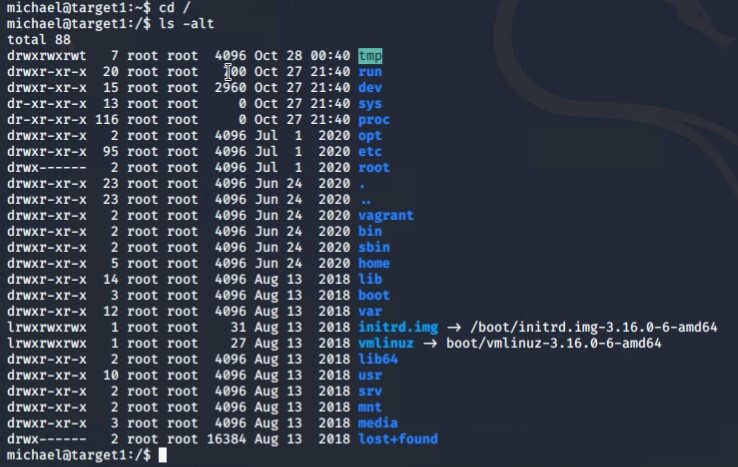 michael@target1:~$ cd /
michael@target1:/$ ls -alt
total 88
drwxrwxrwt   7 root root  4096 Oct 28 00:40 tmp
drwxr-xr-x  20 root root   700 Oct 27 21:40 run
drwxr-xr-x  15 root root  2960 Oct 27 21:40 dev
dr-xr-xr-x  13 root root     0 Oct 27 21:40 sys
dr-xr-xr-x 116 root root     0 Oct 27 21:40 proc
drwxr-xr-x   2 root root  4096 Jul  1  2020 opt
drwxr-xr-x  95 root root  4096 Jul  1  2020 etc
drwx------   2 root root  4096 Jul  1  2020 root
drwxr-xr-x  23 root root  4096 Jun 24  2020 .
drwxr-xr-x  23 root root  4096 Jun 24  2020 ..
drwxr-xr-x   2 root root  4096 Jun 24  2020 vagrant
drwxr-xr-x   2 root root  4096 Jun 24  2020 bin
drwxr-xr-x   2 root root  4096 Jun 24  2020 sbin
drwxr-xr-x   5 root root  4096 Jun 24  2020 home
drwxr-xr-x  14 root root  4096 Aug 13  2018 lib
drwxr-xr-x   3 root root  4096 Aug 13  2018 boot
drwxr-xr-x  12 root root  4096 Aug 13  2018 var
lrwxrwxrwx   1 root root    31 Aug 13  2018 initrd.img → /boot/initrd.img-3.16.0-6-amd64
lrwxrwxrwx   1 root root    27 Aug 13  2018 vmlinuz → boot/vmlinuz-3.16.0-6-amd64
drwxr-xr-x   2 root root  4096 Aug 13  2018 lib64
drwxr-xr-x  10 root root  4096 Aug 13  2018 usr
drwxr-xr-x   2 root root  4096 Aug 13  2018 srv
drwxr-xr-x   2 root root  4096 Aug 13  2018 mnt
drwxr-xr-x   3 root root  4096 Aug 13  2018 media
drwx------   2 root root 16384 Aug 13  2018 lost+found
michael@target1:/$